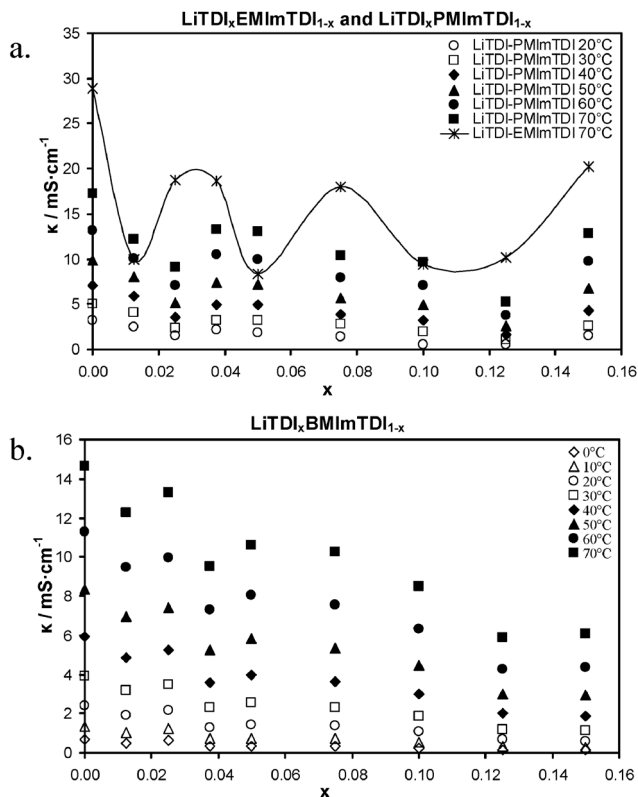 LiTDIₓEMImTDI₁₋ₓ and LiTDIₓPMImTDI₁₋ₓ
a.
κ / mS·cm⁻¹
35
30
25
20
15
10
5
0
LiTDI-PMImTDI 20°C
LiTDI-PMImTDI 30°C
LiTDI-PMImTDI 40°C
LiTDI-PMImTDI 50°C
LiTDI-PMImTDI 60°C
LiTDI-PMImTDI 70°C
LiTDI-EMImTDI 70°C
0.00 0.02 0.04 0.06 0.08 0.10 0.12 0.14 0.16
x
LiTDIₓBMImTDI₁₋ₓ
b.
κ / mS·cm⁻¹
16
14
12
10
8
6
4
2
0
0°C
10°C
20°C
30°C
40°C
50°C
60°C
70°C
0.00 0.02 0.04 0.06 0.08 0.10 0.12 0.14 0.16
x